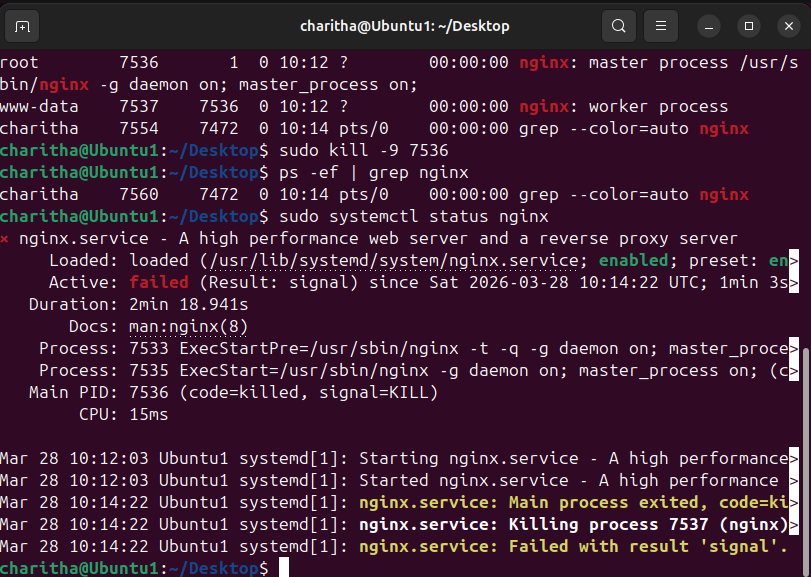 charitha@Ubuntu1: ~/Desktop
root        7536       1  0 10:12 ?        00:00:00 nginx: master process /usr/s
bin/nginx -g daemon on; master_process on;
www-data    7537    7536  0 10:12 ?        00:00:00 nginx: worker process
charitha    7554    7472  0 10:14 pts/0    00:00:00 grep --color=auto nginx
charitha@Ubuntu1:~/Desktop$ sudo kill -9 7536
charitha@Ubuntu1:~/Desktop$ ps -ef | grep nginx
charitha    7560    7472  0 10:14 pts/0    00:00:00 grep --color=auto nginx
charitha@Ubuntu1:~/Desktop$ sudo systemctl status nginx
× nginx.service - A high performance web server and a reverse proxy server
     Loaded: loaded (/usr/lib/systemd/system/nginx.service; enabled; preset: en>
     Active: failed (Result: signal) since Sat 2026-03-28 10:14:22 UTC; 1min 3s>
   Duration: 2min 18.941s
       Docs: man:nginx(8)
    Process: 7533 ExecStartPre=/usr/sbin/nginx -t -q -g daemon on; master_proce>
    Process: 7535 ExecStart=/usr/sbin/nginx -g daemon on; master_process on; (c>
   Main PID: 7536 (code=killed, signal=KILL)
        CPU: 15ms
Mar 28 10:12:03 Ubuntu1 systemd[1]: Starting nginx.service - A high performance>
Mar 28 10:12:03 Ubuntu1 systemd[1]: Started nginx.service - A high performance >
Mar 28 10:14:22 Ubuntu1 systemd[1]: nginx.service: Main process exited, code=ki>
Mar 28 10:14:22 Ubuntu1 systemd[1]: nginx.service: Killing process 7537 (nginx)>
Mar 28 10:14:22 Ubuntu1 systemd[1]: nginx.service: Failed with result 'signal'.
charitha@Ubuntu1:~/Desktop$